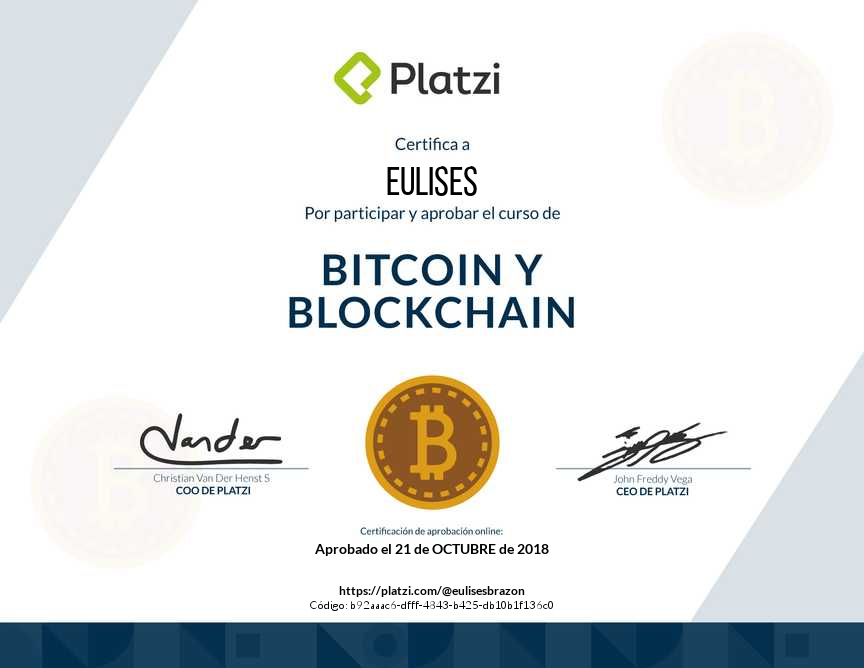 Platzi
Certifica a
EULISES
Por participar y aprobar el curso de
BITCOIN Y
BLOCKCHAIN
Vander
Christian Van Der Henst S
COO DE PLATZI
John Freddy Vega
CEO DE PLATZI
Certificación de aprobación online:
Aprobado el 21 de OCTUBRE de 2018
https://platzi.com/@eulisesbrazon
Código: b92aaac6-dfff-4843-b425-db10b1f136c0